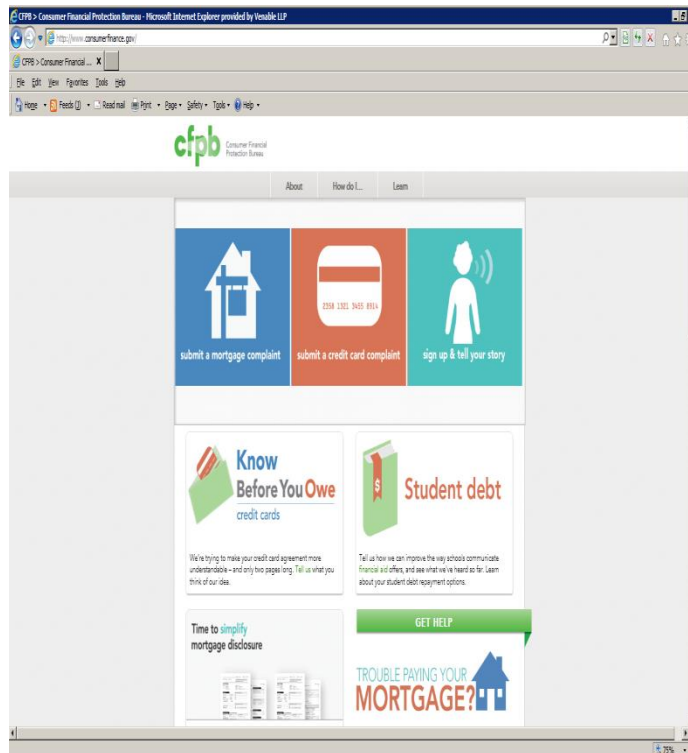 CFPB > Consumer Financial Protection Bureau - Microsoft Internet Explorer provided by Venable LLP
http://www.consumerfinance.gov/
CFPB > Consumer Financial ... X
File Edit View Favorites Tools Help
Home Feeds (J) Read mail Print Page Safety Tools Help
cfpb Consumer Financial
Protection Bureau
About How do I... Learn
2358 1321 3455 8914
submit a mortgage complaint submit a credit card complaint sign up & tell your story
Know
Before You Owe
credit cards
We're trying to make your credit card agreement more
understandable – and only two pages long. Tell us what you
think of our idea.
Student debt
Tell us how we can improve the way schools communicate
financial aid offers, and see what we've heard so far. Learn
about your student debt repayment options.
Time to simplify
mortgage disclosure
GET HELP
TROUBLE PAYING YOUR
MORTGAGE?
75%